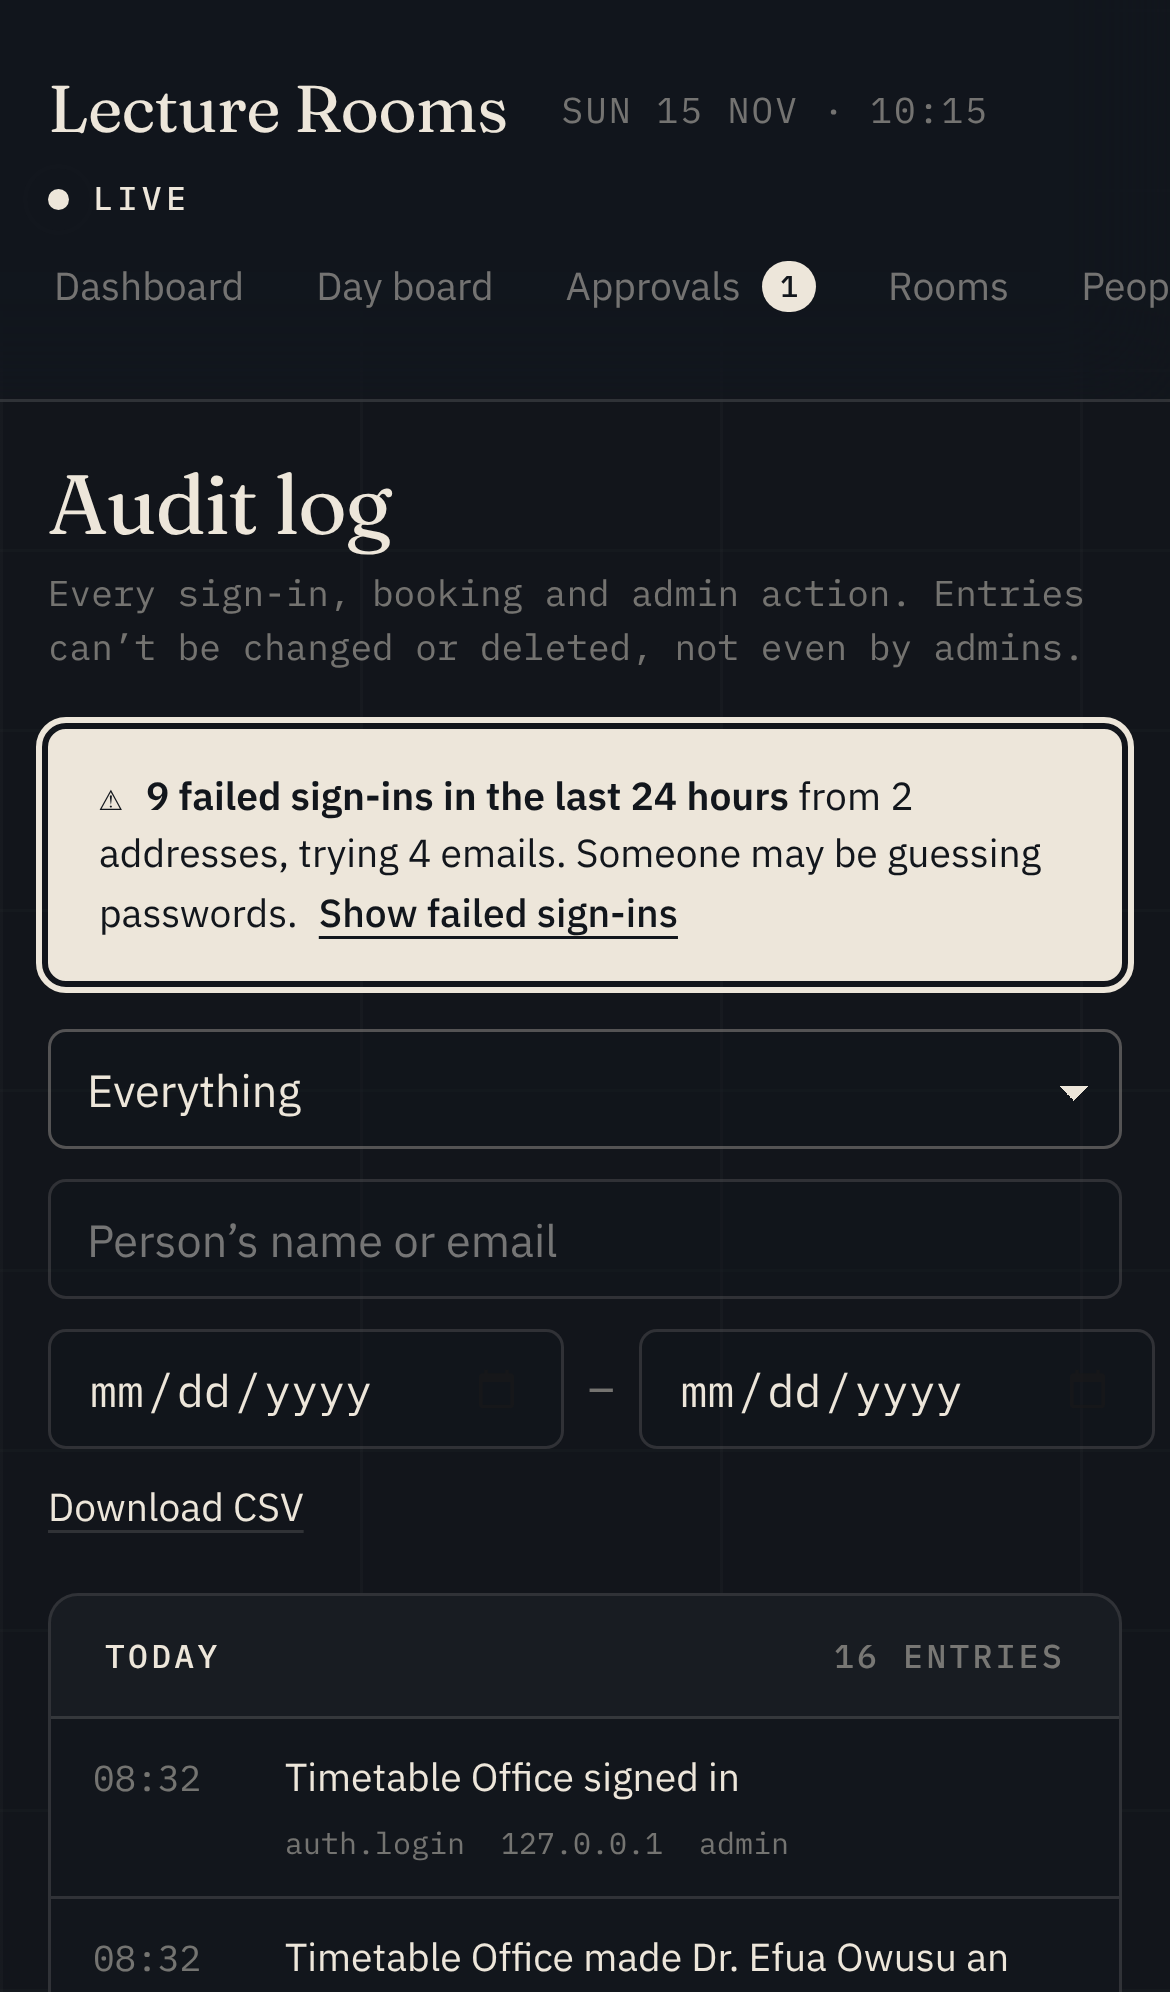 Lecture Rooms SUN 15 NOV · 10:15
LIVE
Dashboard Day board Approvals 1 Rooms Peop
Audit log
Every sign-in, booking and admin action. Entries
can’t be changed or deleted, not even by admins.
⚠ 9 failed sign-ins in the last 24 hours from 2
addresses, trying 4 emails. Someone may be guessing
passwords. Show failed sign-ins
Everything
Person’s name or email
mm/dd/yyyy – mm/dd/yyyy
Download CSV
TODAY 16 ENTRIES
08:32 Timetable Office signed in
auth.login 127.0.0.1 admin
08:32 Timetable Office made Dr. Efua Owusu an